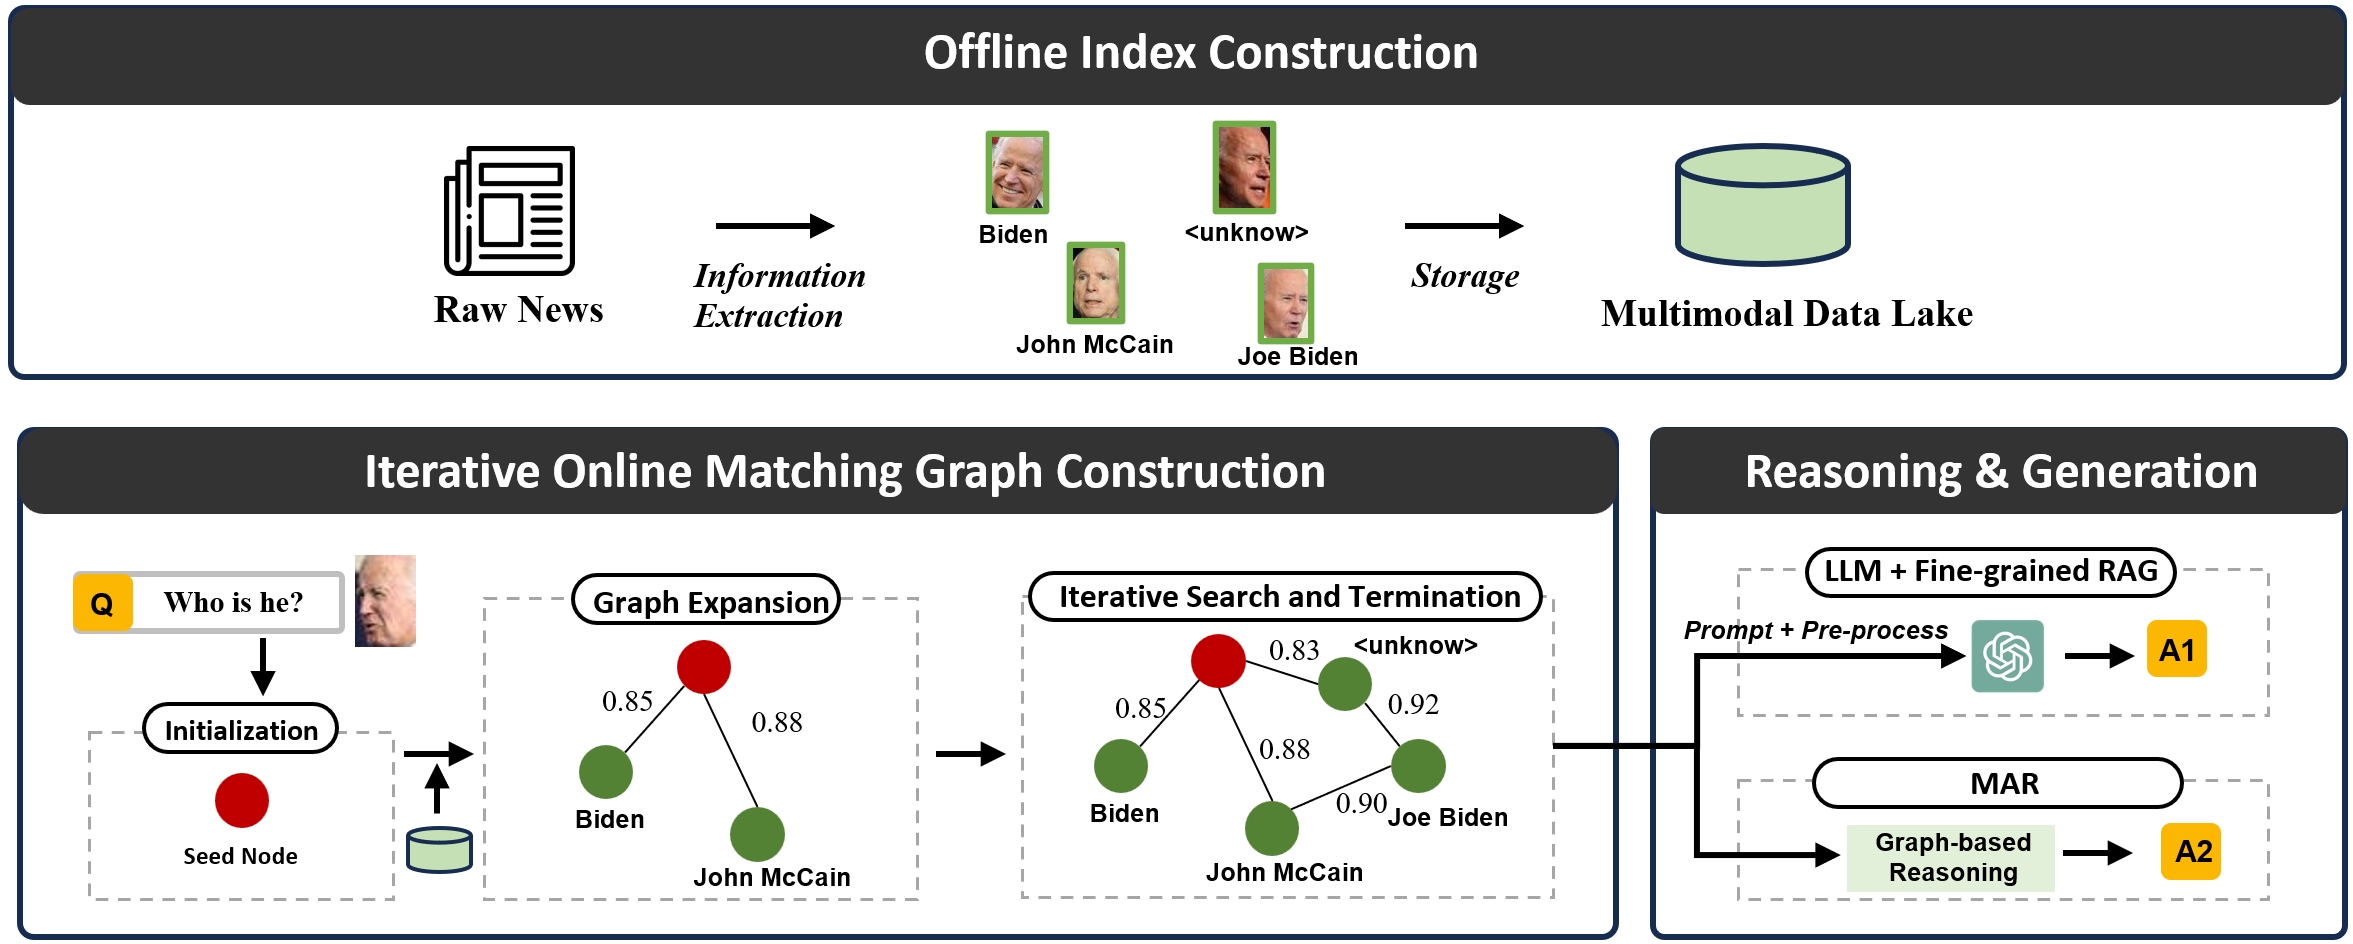 Offline Index Construction
Raw News
Information
Extraction
Biden
<unknow>
John McCain
Joe Biden
Storage
Multimodal Data Lake
Iterative Online Matching Graph Construction
Q Who is he?
Initialization
Seed Node
Graph Expansion
0.85
0.88
Biden
John McCain
Iterative Search and Termination
<unknow>
0.83
0.85
0.92
0.88
0.90
Biden
Joe Biden
John McCain
Reasoning & Generation
LLM + Fine-grained RAG
Prompt + Pre-process
A1
MAR
Graph-based
Reasoning
A2